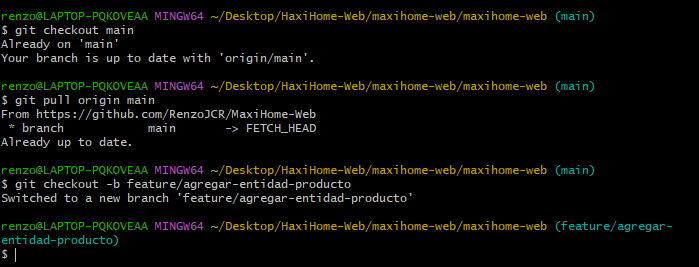 renzo@LAPTOP-PQKOVEAA MINGW64 ~/Desktop/HaxiHome-Web/maxihome-web/maxihome-web (main)
$ git checkout main
Already on 'main'
Your branch is up to date with 'origin/main'.

renzo@LAPTOP-PQKOVEAA MINGW64 ~/Desktop/HaxiHome-Web/maxihome-web/maxihome-web (main)
$ git pull origin main
From https://github.com/RenzoJCR/MaxiHome-Web
 * branch            main       -> FETCH_HEAD
Already up to date.

renzo@LAPTOP-PQKOVEAA MINGW64 ~/Desktop/HaxiHome-Web/maxihome-web/maxihome-web (main)
$ git checkout -b feature/agregar-entidad-producto
Switched to a new branch 'feature/agregar-entidad-producto'

renzo@LAPTOP-PQKOVEAA MINGW64 ~/Desktop/HaxiHome-Web/maxihome-web/maxihome-web (feature/agregar-
entidad-producto)
$